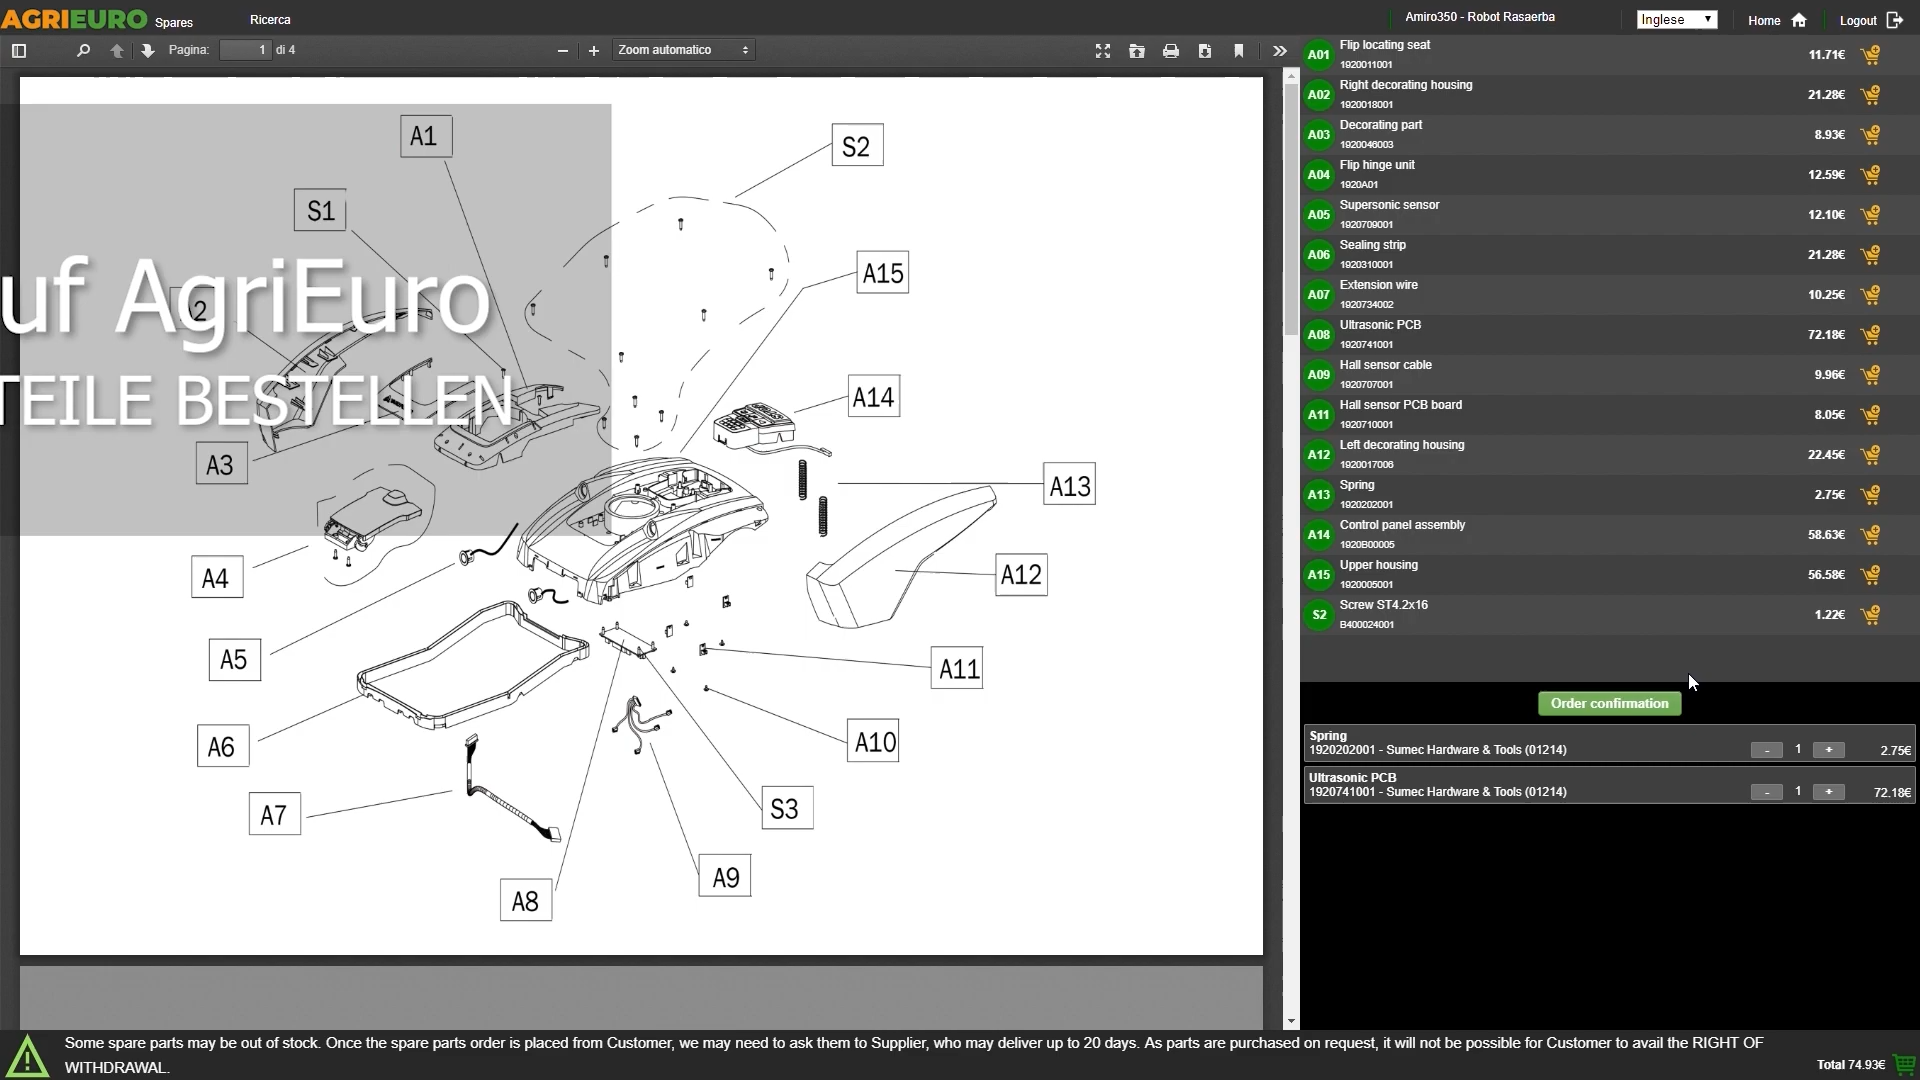 AGRIEURO Spares
Ricerca
Amiro350 - Robot Rasaerba
Inglese
Home
Logout
Pagina: 1 di 4
Zoom automatico
uf AgriEuro
TEILE BESTELLEN
A1
S1
S2
A15
A2
A14
A3
A13
A4
A12
A5
A11
A6
A10
A7
S3
A9
A8
A01 Flip locating seat 11.71€
1920011001
A02 Right decorating housing 21.28€
1920018001
A03 Decorating part 8.93€
1920046003
A04 Flip hinge unit 12.59€
1920A01
A05 Supersonic sensor 12.10€
1920709001
A06 Sealing strip 21.28€
1920310001
A07 Extension wire 10.25€
1920734002
A08 Ultrasonic PCB 72.18€
1920741001
A09 Hall sensor cable 9.96€
1920707001
A11 Hall sensor PCB board 8.05€
1920710001
A12 Left decorating housing 22.45€
1920017006
A13 Spring 2.75€
1920202001
A14 Control panel assembly 58.63€
1920B00005
A15 Upper housing 56.58€
1920005001
S2 Screw ST4.2x16 1.22€
B400024001
Order confirmation
Spring
1920202001 - Sumec Hardware & Tools (01214) - 1 + 2.75€
Ultrasonic PCB
1920741001 - Sumec Hardware & Tools (01214) - 1 + 72.18€
Some spare parts may be out of stock. Once the spare parts order is placed from Customer, we may need to ask them to Supplier, who may deliver up to 20 days. As parts are purchased on request, it will not be possible for Customer to avail the RIGHT OF
WITHDRAWAL.
Total 74.93€